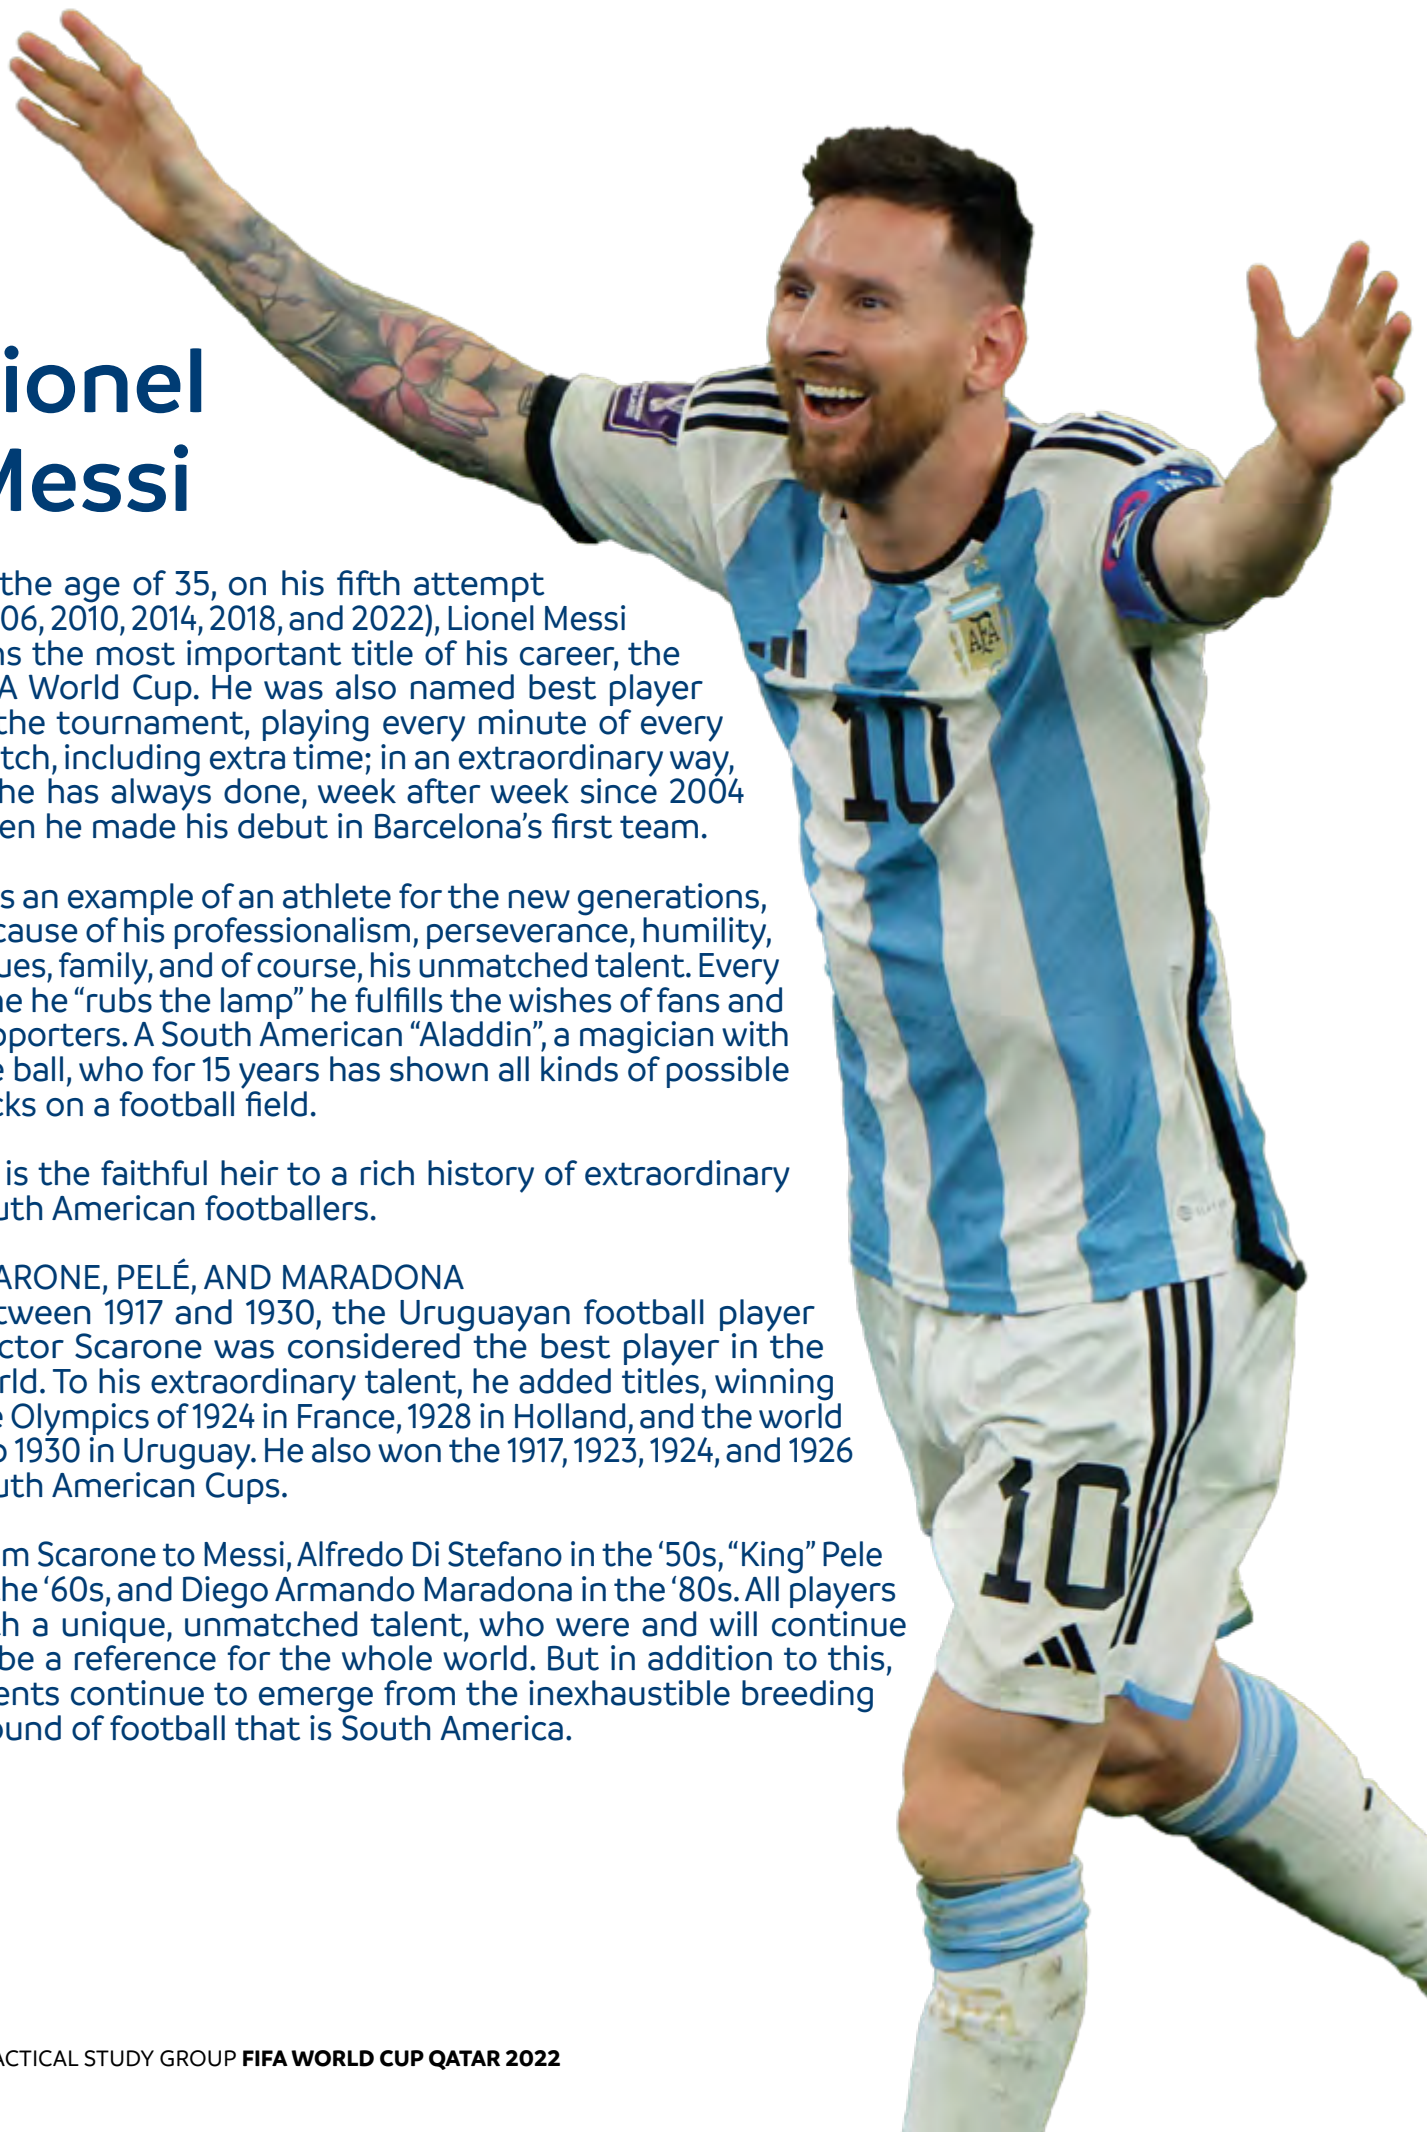 ionel
Messi
the age of 35, on his fifth attempt
06, 2010, 2014, 2018, and 2022), Lionel Messi
ns the most important title of his career, the
A World Cup. He was also named best player
the tournament, playing every minute of every
tch, including extra time; in an extraordinary way,
he has always done, week after week since 2004
en he made his debut in Barcelona’s first team.
s an example of an athlete for the new generations,
cause of his professionalism, perseverance, humility,
ues, family, and of course, his unmatched talent. Every
me he “rubs the lamp” he fulfills the wishes of fans and
pporters. A South American “Aladdin”, a magician with
e ball, who for 15 years has shown all kinds of possible
cks on a football field.
is the faithful heir to a rich history of extraordinary
uth American footballers.
ARONE, PELÉ, AND MARADONA
tween 1917 and 1930, the Uruguayan football player
ctor Scarone was considered the best player in the
rld. To his extraordinary talent, he added titles, winning
e Olympics of 1924 in France, 1928 in Holland, and the world
p 1930 in Uruguay. He also won the 1917, 1923, 1924, and 1926
uth American Cups.
m Scarone to Messi, Alfredo Di Stefano in the ‘50s, “King” Pele
he ‘60s, and Diego Armando Maradona in the ‘80s. All players
h a unique, unmatched talent, who were and will continue
be a reference for the whole world. But in addition to this,
ents continue to emerge from the inexhaustible breeding
ound of football that is South America.
AFA
10
10
ACTICAL STUDY GROUP FIFA WORLD CUP QATAR 2022